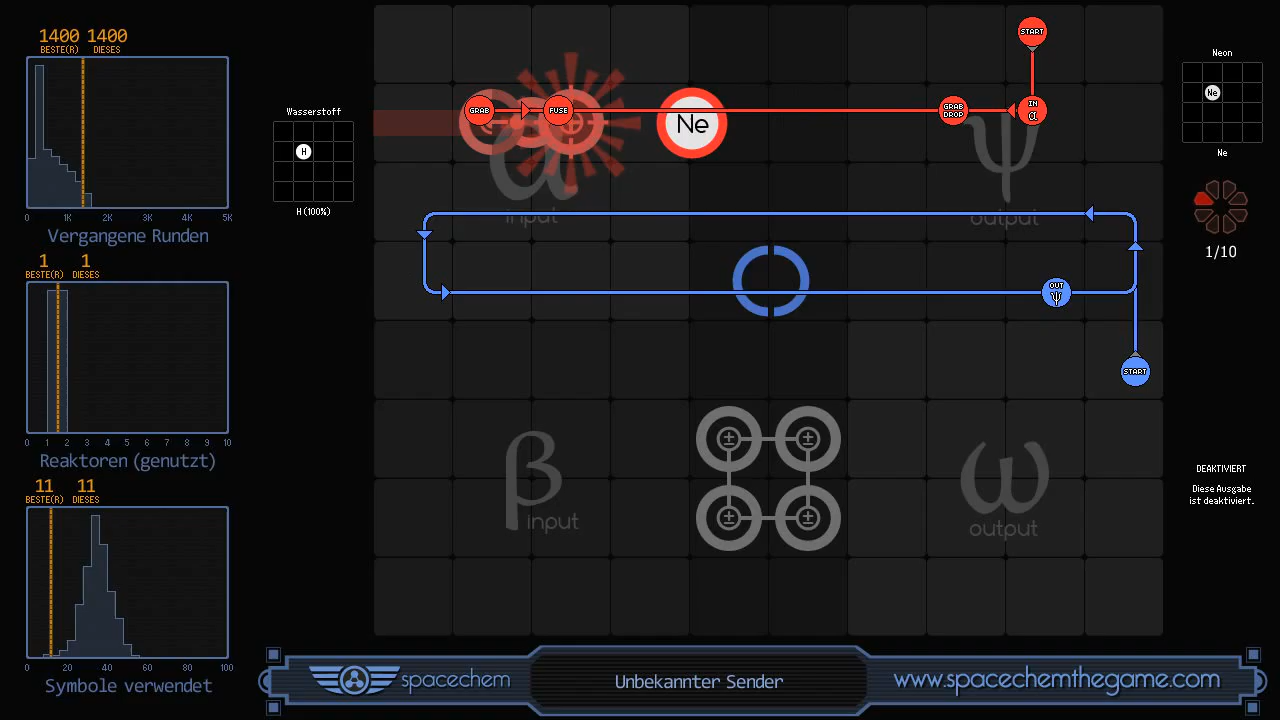 1400 1400
BESTE(R) DIESES
0 1K 2K 3K 4K 5K
Vergangene Runden
1 1
BESTE(R) DIESES
0 1 2 3 4 5 6 7 8 9 10
Reaktoren (genutzt)
11 11
BESTE(R) DIESES
0 20 40 60 80 100
Symbole verwendet
Wasserstoff
H
H (100%)
START
GRAB
FUSE
Ne
GRAB
DROP
IN
α
α
input
ψ
output
OUT
ψ
START
β
input
ω
output
Neon
Ne
Ne
1/10
DEAKTIVIERT
Diese Ausgabe
ist deaktiviert.
spacechem
Unbekannter Sender
www.spacechemthegame.com